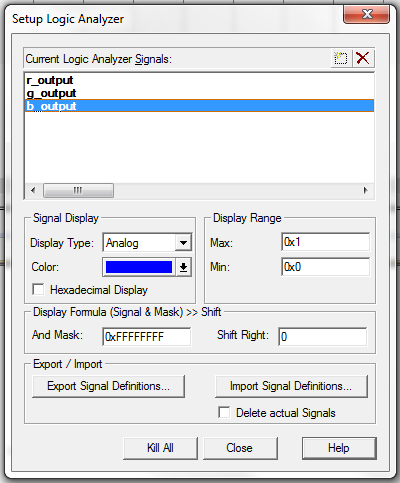 Setup Logic Analyzer
Current Logic Analyzer Signals:
r_output
g_output
b_output
Signal Display
Display Type: Analog
Color:
Hexadecimal Display
Display Range
Max: 0x1
Min: 0x0
Display Formula (Signal & Mask) >> Shift
And Mask: 0xFFFFFFFF Shift Right: 0
Export / Import
Export Signal Definitions... Import Signal Definitions...
Delete actual Signals
Kill All Close Help